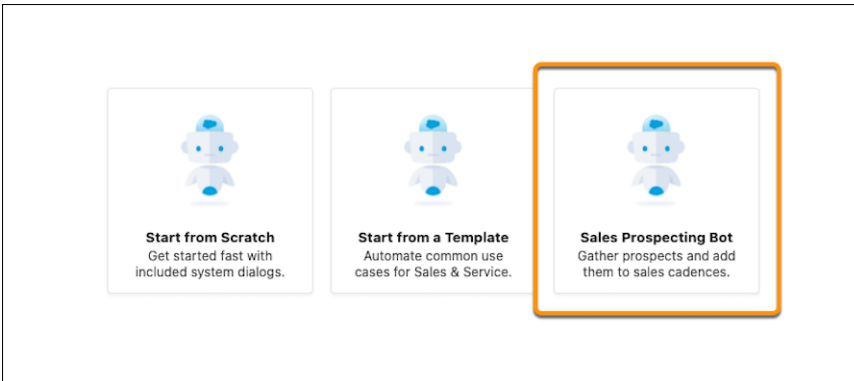 Start from Scratch
Get started fast with
included system dialogs.
Start from a Template
Automate common use
cases for Sales & Service.
Sales Prospecting Bot
Gather prospects and add
them to sales cadences.